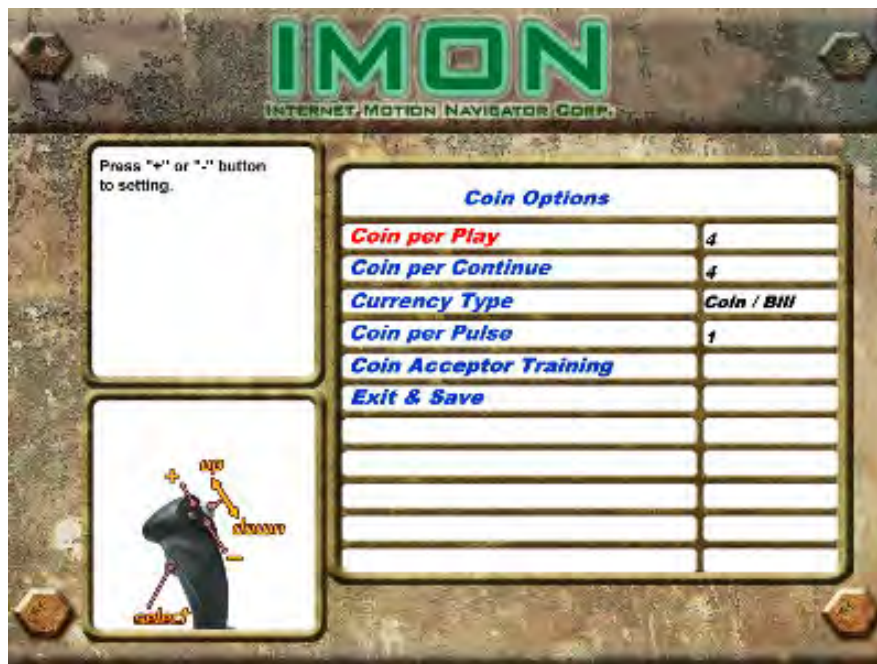 IMON
INTERNET MOTION NAVIGATOR CORP.
Press "+" or "-" button
to setting.
Coin Options
Coin per Play 4
Coin per Continue 4
Currency Type Coin / Bill
Coin per Pulse 1
Coin Acceptor Training
Exit & Save
+ up
down
-
select